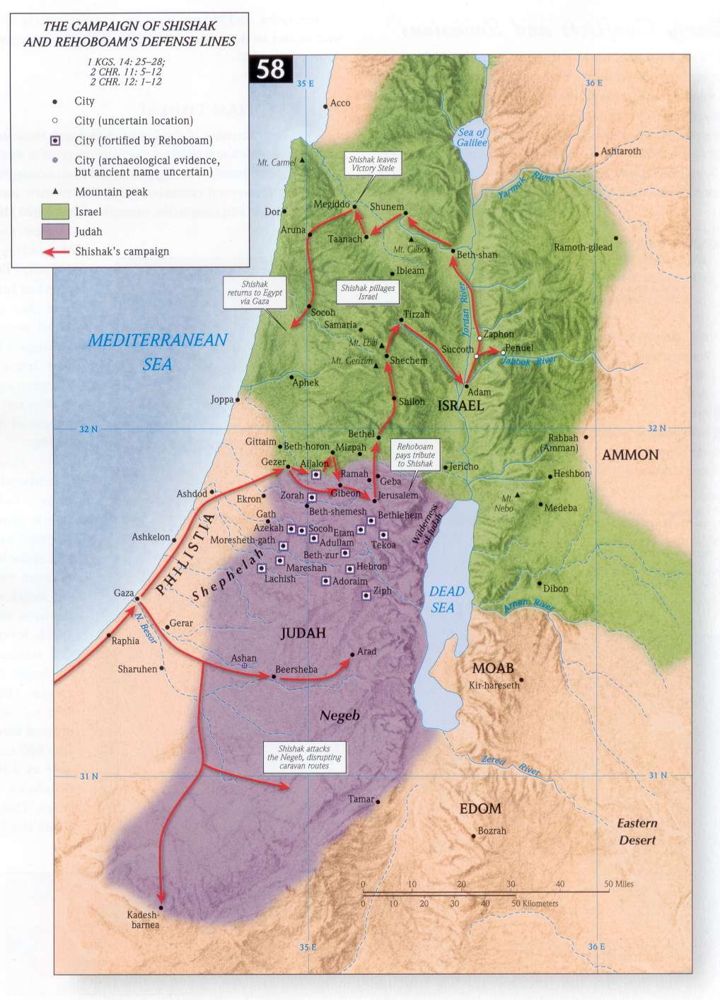 THE CAMPAIGN OF SHISHAK
AND REHOBOAM'S DEFENSE LINES
1 KGS. 14: 25–28;
2 CHR. 11: 5–12
2 CHR. 12: 1–12
City
City (uncertain location)
City (fortified by Rehoboam)
City (archaeological evidence,
but ancient name uncertain)
Mountain peak
Israel
Judah
Shishak's campaign
58
35 E
36 E
Acco
Sea of
Galilee
Ashtaroth
Mt. Carmel
Shishak leaves
Victory Stele
Yarmuk River
Megiddo
Shunem
Dor
Aruna
Taanach
Mt. Gilboa
Beth-shan
Ramoth-gilead
Ibleam
Shishak
returns to Egypt
via Gaza
Shishak pillages
Israel
Jordan River
Socoh
Tirzah
Samaria
Zaphon
MEDITERRANEAN
SEA
Mt. Ebal
Succoth
Penuel
Mt. Gerizim
Shechem
Jabbok River
Aphek
Adam
Joppa
Shiloh
ISRAEL
32 N
32 N
Bethel
Gittaim
Beth-horon
Mizpah
Rehoboam
pays tribute
to Shishak
Rabbah
(Amman)
AMMON
Gezer
Aijalon
Ramah
Geba
Jericho
Heshbon
Ashdod
Ekron
Zorah
Gibeon
Jerusalem
Mt.
Nebo
Medeba
Gath
Beth-shemesh
Bethlehem
Wilderness
of Judah
Azekah
Socoh
Etam
Ashkelon
PHILISTIA
Moresheth-gath
Adullam
Tekoa
Shephelah
Beth-zur
Mareshah
Hebron
Lachish
Adoraim
Ziph
DEAD
SEA
Dibon
Gaza
Arnon River
N. Besor
Gerar
JUDAH
Raphia
Ashan
Arad
Sharuhen
Beersheba
MOAB
Kir-hareseth
Negeb
Shishak attacks
the Negeb, disrupting
caravan routes
Zered River
31 N
31 N
Tamar
EDOM
Bozrah
Eastern
Desert
0 10 20 30 40 50 Miles
0 10 20 30 40 50 Kilometers
Kadesh-
barnea
35 E
36 E